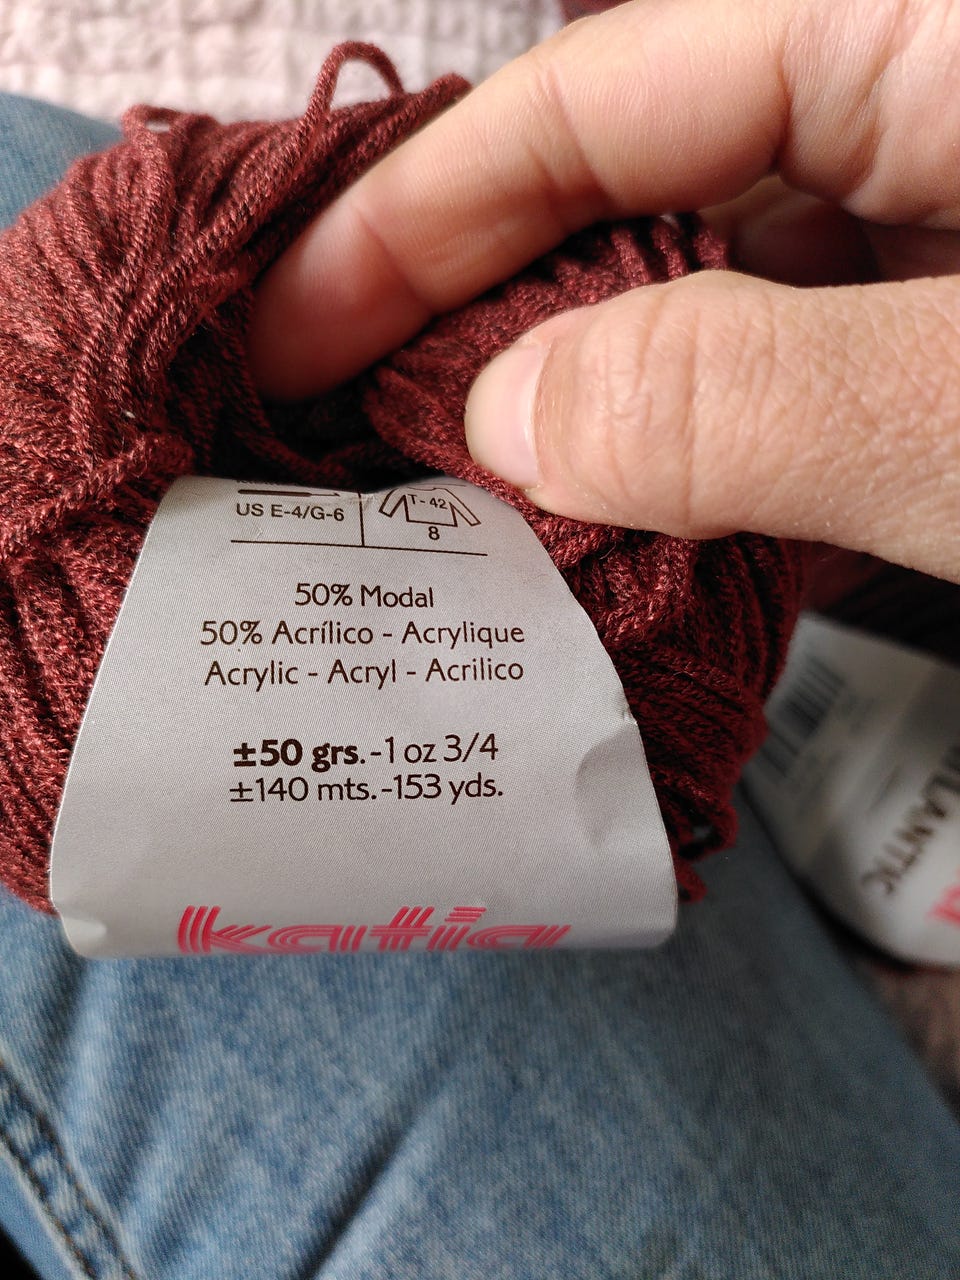 US E-4/G-6
T-42
8
50% Modal
50% Acrílico - Acrylique
Acrylic - Acryl - Acrilico
±50 grs.-1 oz 3/4
±140 mts.-153 yds.
katia